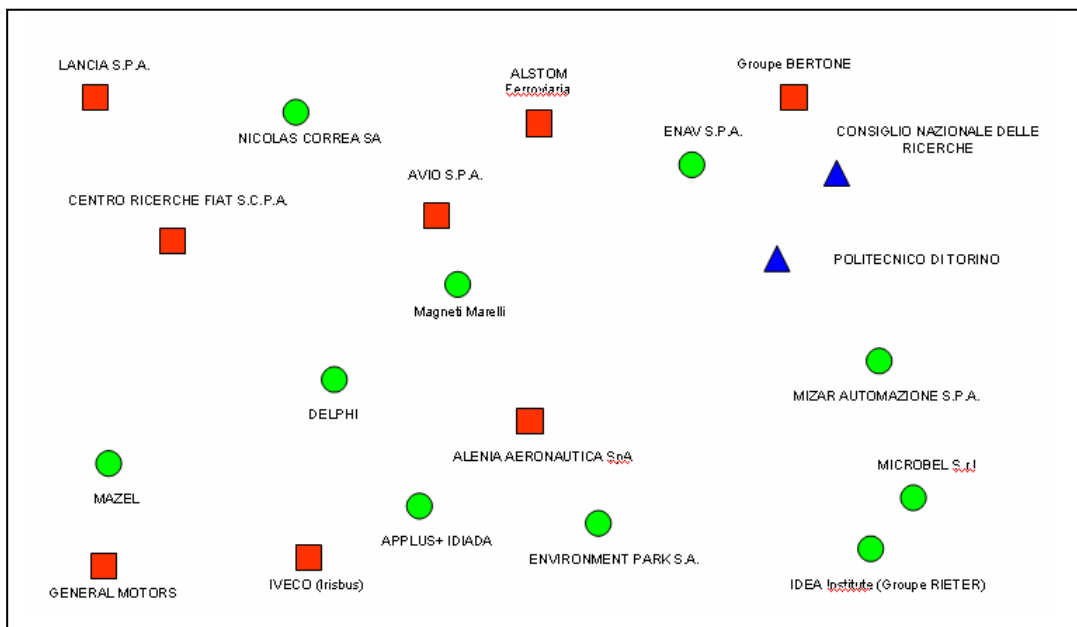 LANCIA S.P.A.
ALSTOM
Ferroviaria
Groupe BERTONE
NICOLAS CORREA SA
ENAV S.P.A.
CONSIGLIO NAZIONALE DELLE
RICERCHE
AVIO S.P.A.
CENTRO RICERCHE FIAT S.C.P.A.
POLITECNICO DI TORINO
Magneti Marelli
DELPHI
MIZAR AUTOMAZIONE S.P.A.
ALENIA AERONAUTICA SpA
MICROBEL S.r.l
MAZEL
APPLUS+ IDIADA
ENVIRONMENT PARK S.A.
GENERAL MOTORS
IVECO (Irisbus)
IDEA Institute (Groupe RIETER)